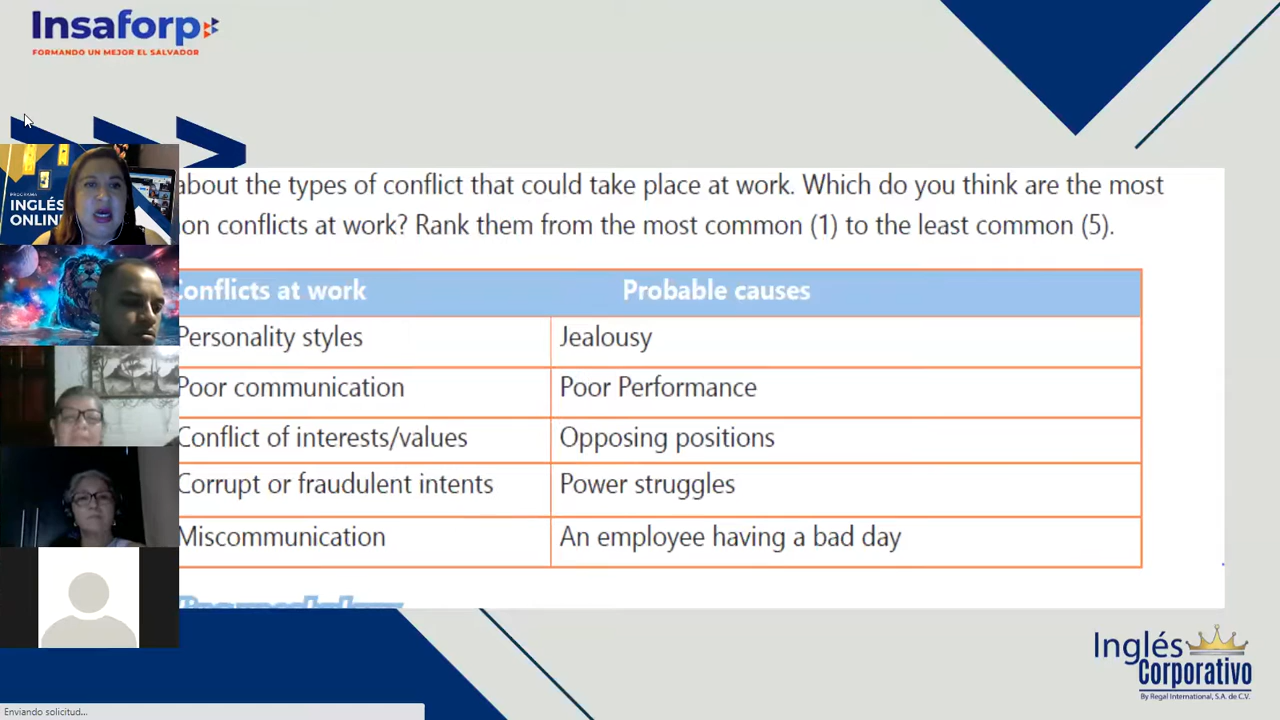 Insaforp
FORMANDO UN MEJOR EL SALVADOR
PROGRAMA
INGLÉS
ONLINE
about the types of conflict that could take place at work. Which do you think are the most
conflicts at work? Rank them from the most common (1) to the least common (5).
Conflicts at work Probable causes
Personality styles Jealousy
Poor communication Poor Performance
Conflict of interests/values Opposing positions
Corrupt or fraudulent intents Power struggles
Miscommunication An employee having a bad day
Inglés
Corporativo
By Regal International, S.A. de C.V.
Enviando solicitud...